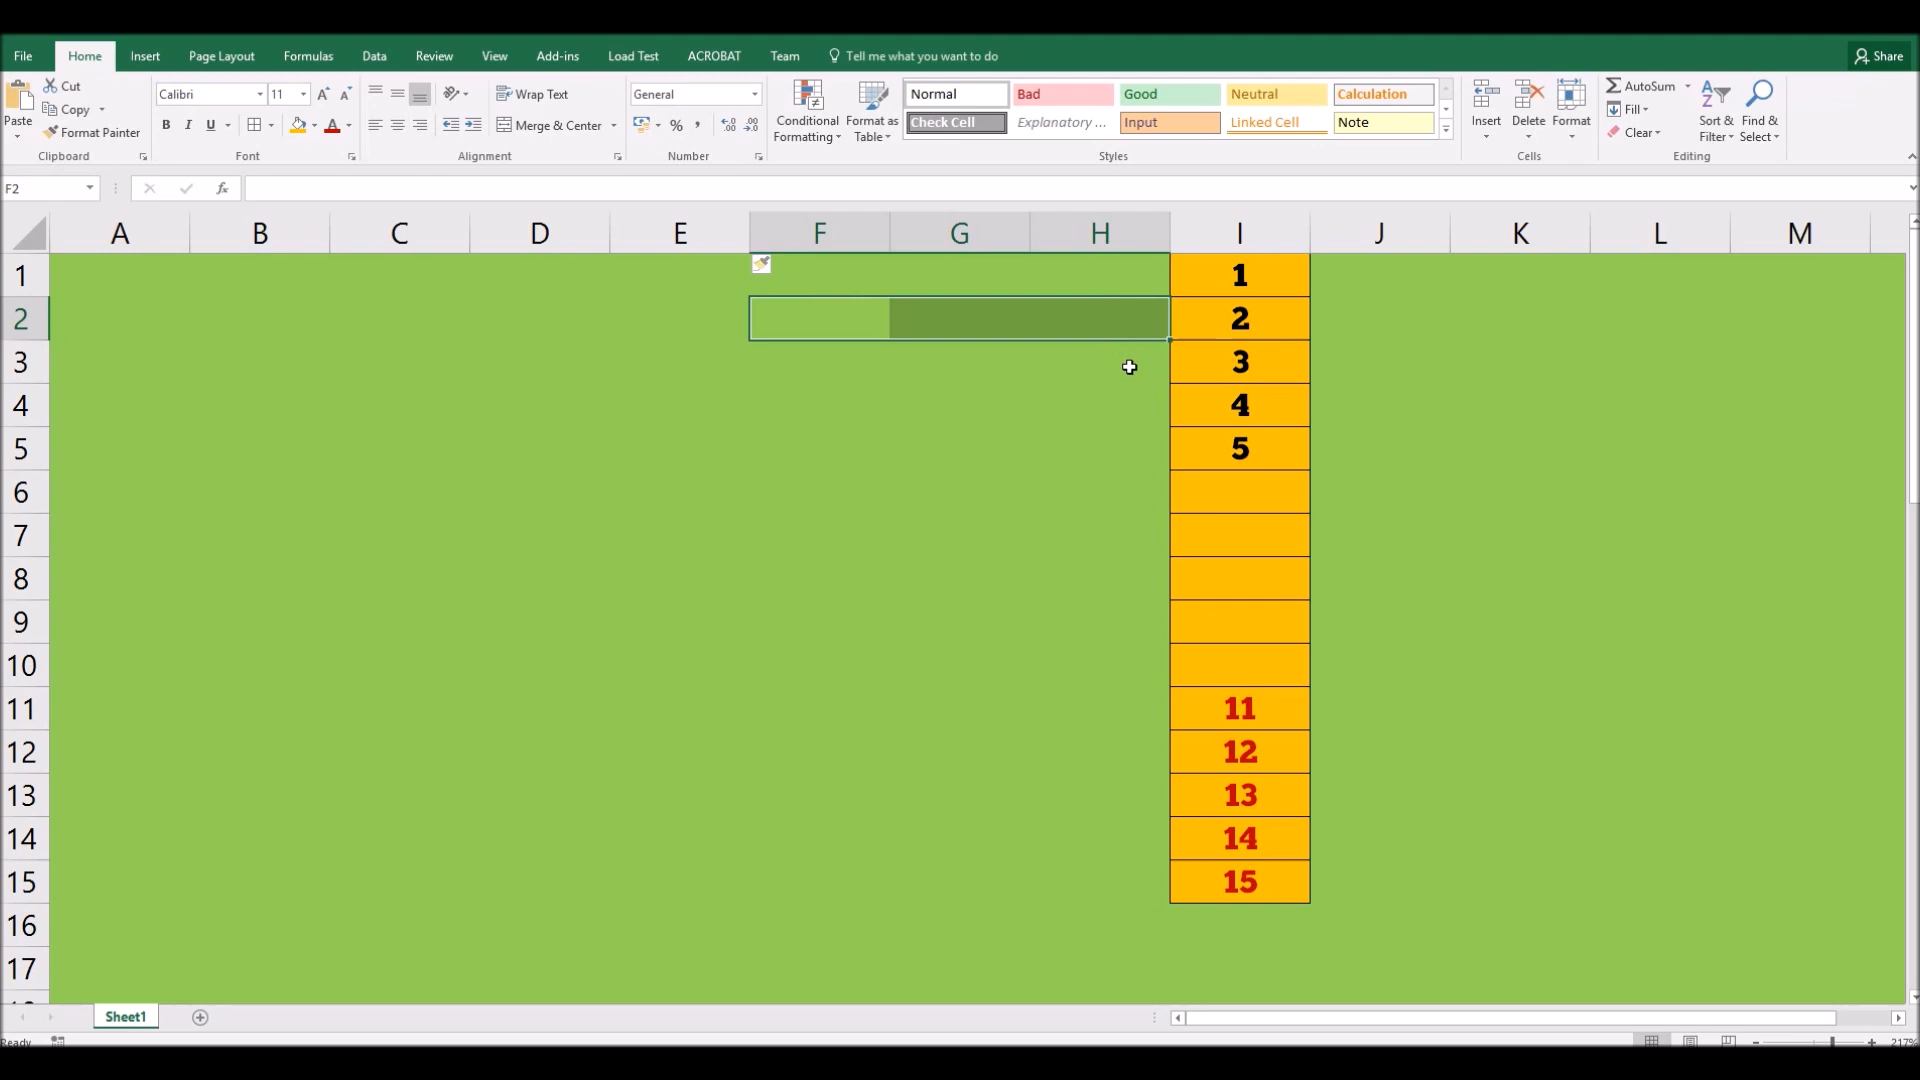 File Home Insert Page Layout Formulas Data Review View Add-ins Load Test ACROBAT Team Tell me what you want to do Share
Paste
Cut
Copy
Format Painter
Clipboard
Calibri 11
B I U
Font
Wrap Text
Merge & Center
Alignment
General
Number
Conditional Formatting
Format as Table
Normal Bad Good Neutral Calculation
Check Cell Explanatory ... Input Linked Cell Note
Styles
Insert Delete Format
Cells
AutoSum
Fill
Clear
Sort & Filter
Find & Select
Editing
F2 fx
A B C D E F G H I J K L M
1 1
2 2
3 3
4 4
5 5
6
7
8
9
10
11 11
12 12
13 13
14 14
15 15
16
17
Sheet1
Ready 217%